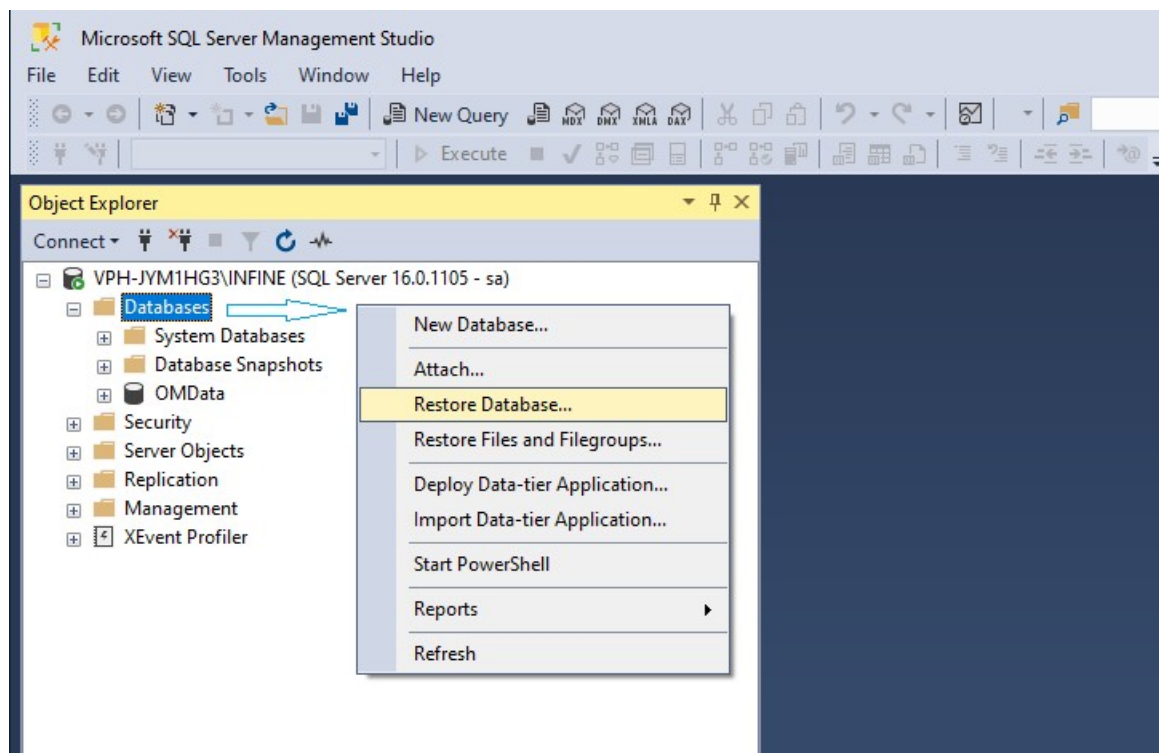 Microsoft SQL Server Management Studio
File Edit View Tools Window Help
New Query MDX DMX XMLA DAX
Execute
Object Explorer
Connect
VPH-JYM1HG3\INFINE (SQL Server 16.0.1105 - sa)
Databases
System Databases
Database Snapshots
OMData
Security
Server Objects
Replication
Management
XEvent Profiler
New Database...
Attach...
Restore Database...
Restore Files and Filegroups...
Deploy Data-tier Application...
Import Data-tier Application...
Start PowerShell
Reports
Refresh